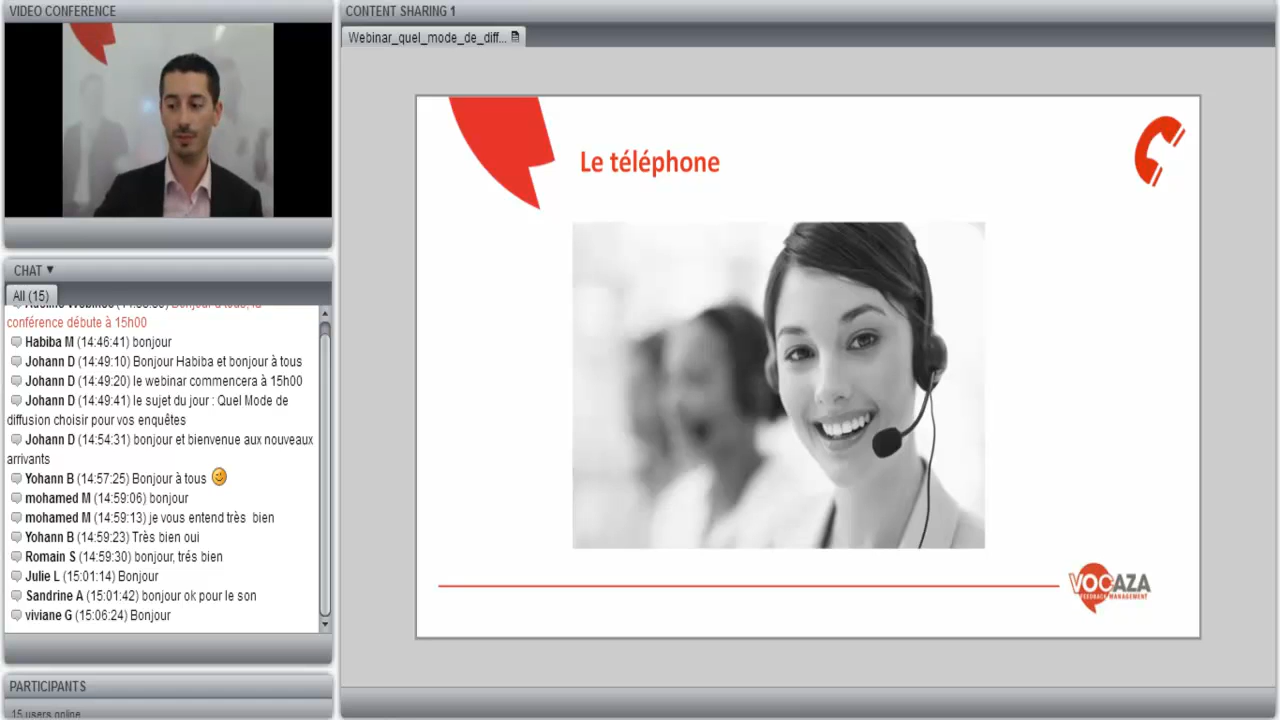 VIDEO CONFERENCE
CHAT
All (15)
conférence débute à 15h00
Habiba M (14:46:41) bonjour
Johann D (14:49:10) Bonjour Habiba et bonjour à tous
Johann D (14:49:20) le webinar commencera à 15h00
Johann D (14:49:41) le sujet du jour : Quel Mode de
diffusion choisir pour vos enquêtes
Johann D (14:54:31) bonjour et bienvenue aux nouveaux
arrivants
Yohann B (14:57:25) Bonjour à tous
mohamed M (14:59:06) bonjour
mohamed M (14:59:13) je vous entend très bien
Yohann B (14:59:23) Très bien oui
Romain S (14:59:30) bonjour, trés bien
Julie L (15:01:14) Bonjour
Sandrine A (15:01:42) bonjour ok pour le son
viviane G (15:06:24) Bonjour
PARTICIPANTS
15 users online
CONTENT SHARING 1
Webinar_quel_mode_de_diff...
Le téléphone
VOCAZA
FEEDBACK MANAGEMENT